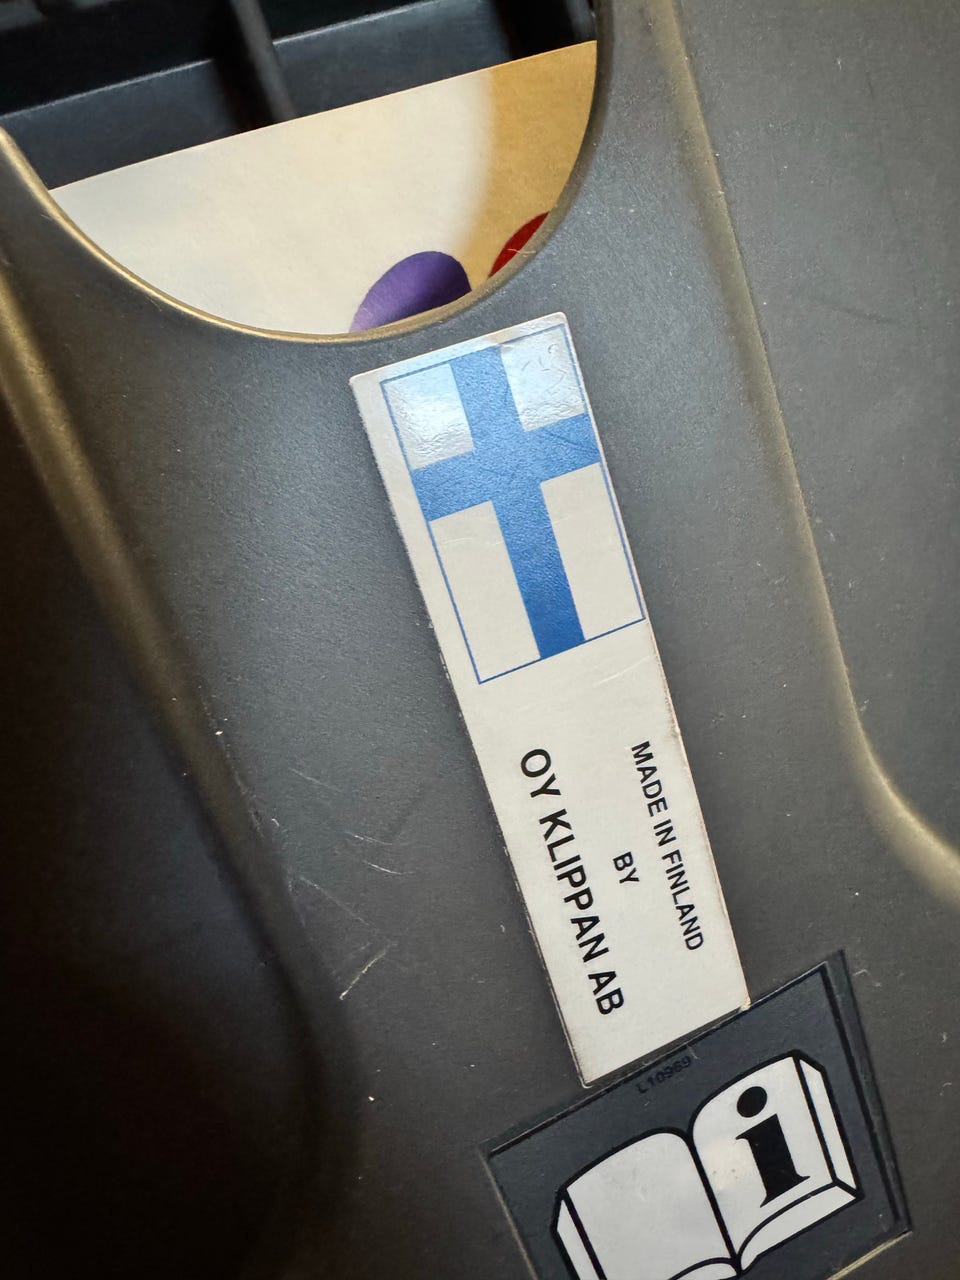 MADE IN FINLAND
BY
OY KLIPPAN AB
L10969
i